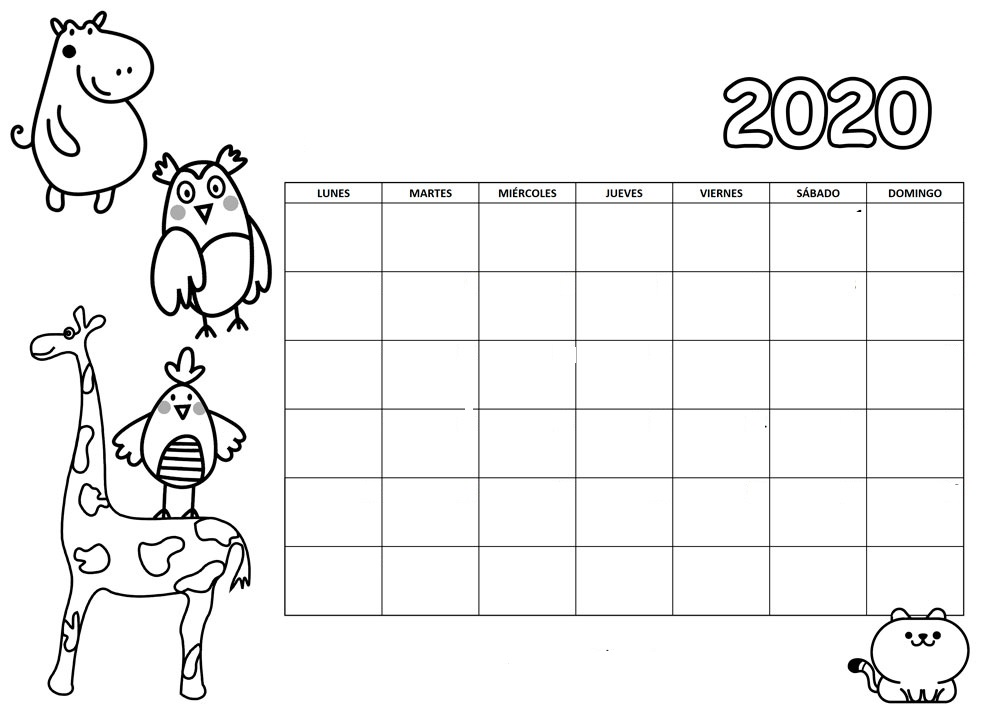 2020
LUNES MARTES MIÉRCOLES JUEVES VIERNES SÁBADO DOMINGO